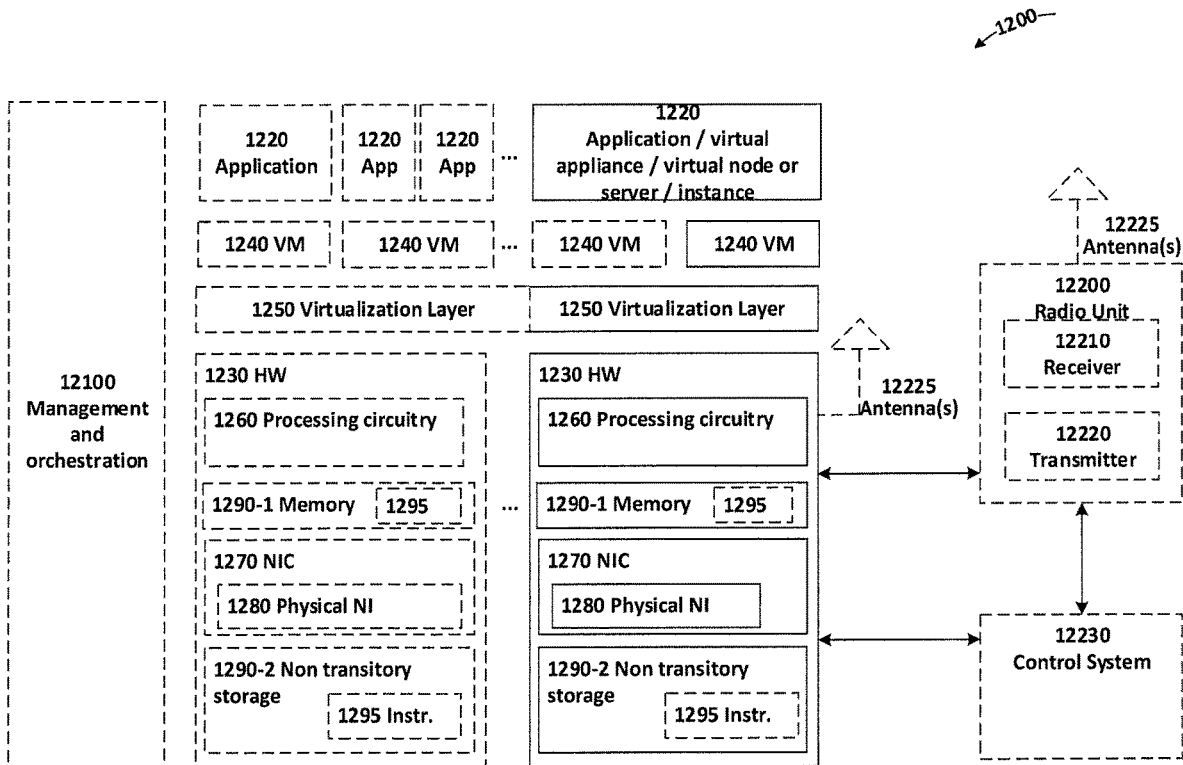 1200
1220
Application
1220
App
1220
App
...
1220
Application / virtual
appliance / virtual node or
server / instance
1240 VM
1240 VM
...
1240 VM
1240 VM
1250 Virtualization Layer
1250 Virtualization Layer
12100
Management
and
orchestration
1230 HW
1260 Processing circuitry
1290-1 Memory
1295
1270 NIC
1280 Physical NI
1290-2 Non transitory
storage
1295 Instr.
...
1230 HW
1260 Processing circuitry
1290-1 Memory
1295
1270 NIC
1280 Physical NI
1290-2 Non transitory
storage
1295 Instr.
12225
Antenna(s)
12225
Antenna(s)
12200
Radio Unit
12210
Receiver
12220
Transmitter
12230
Control System